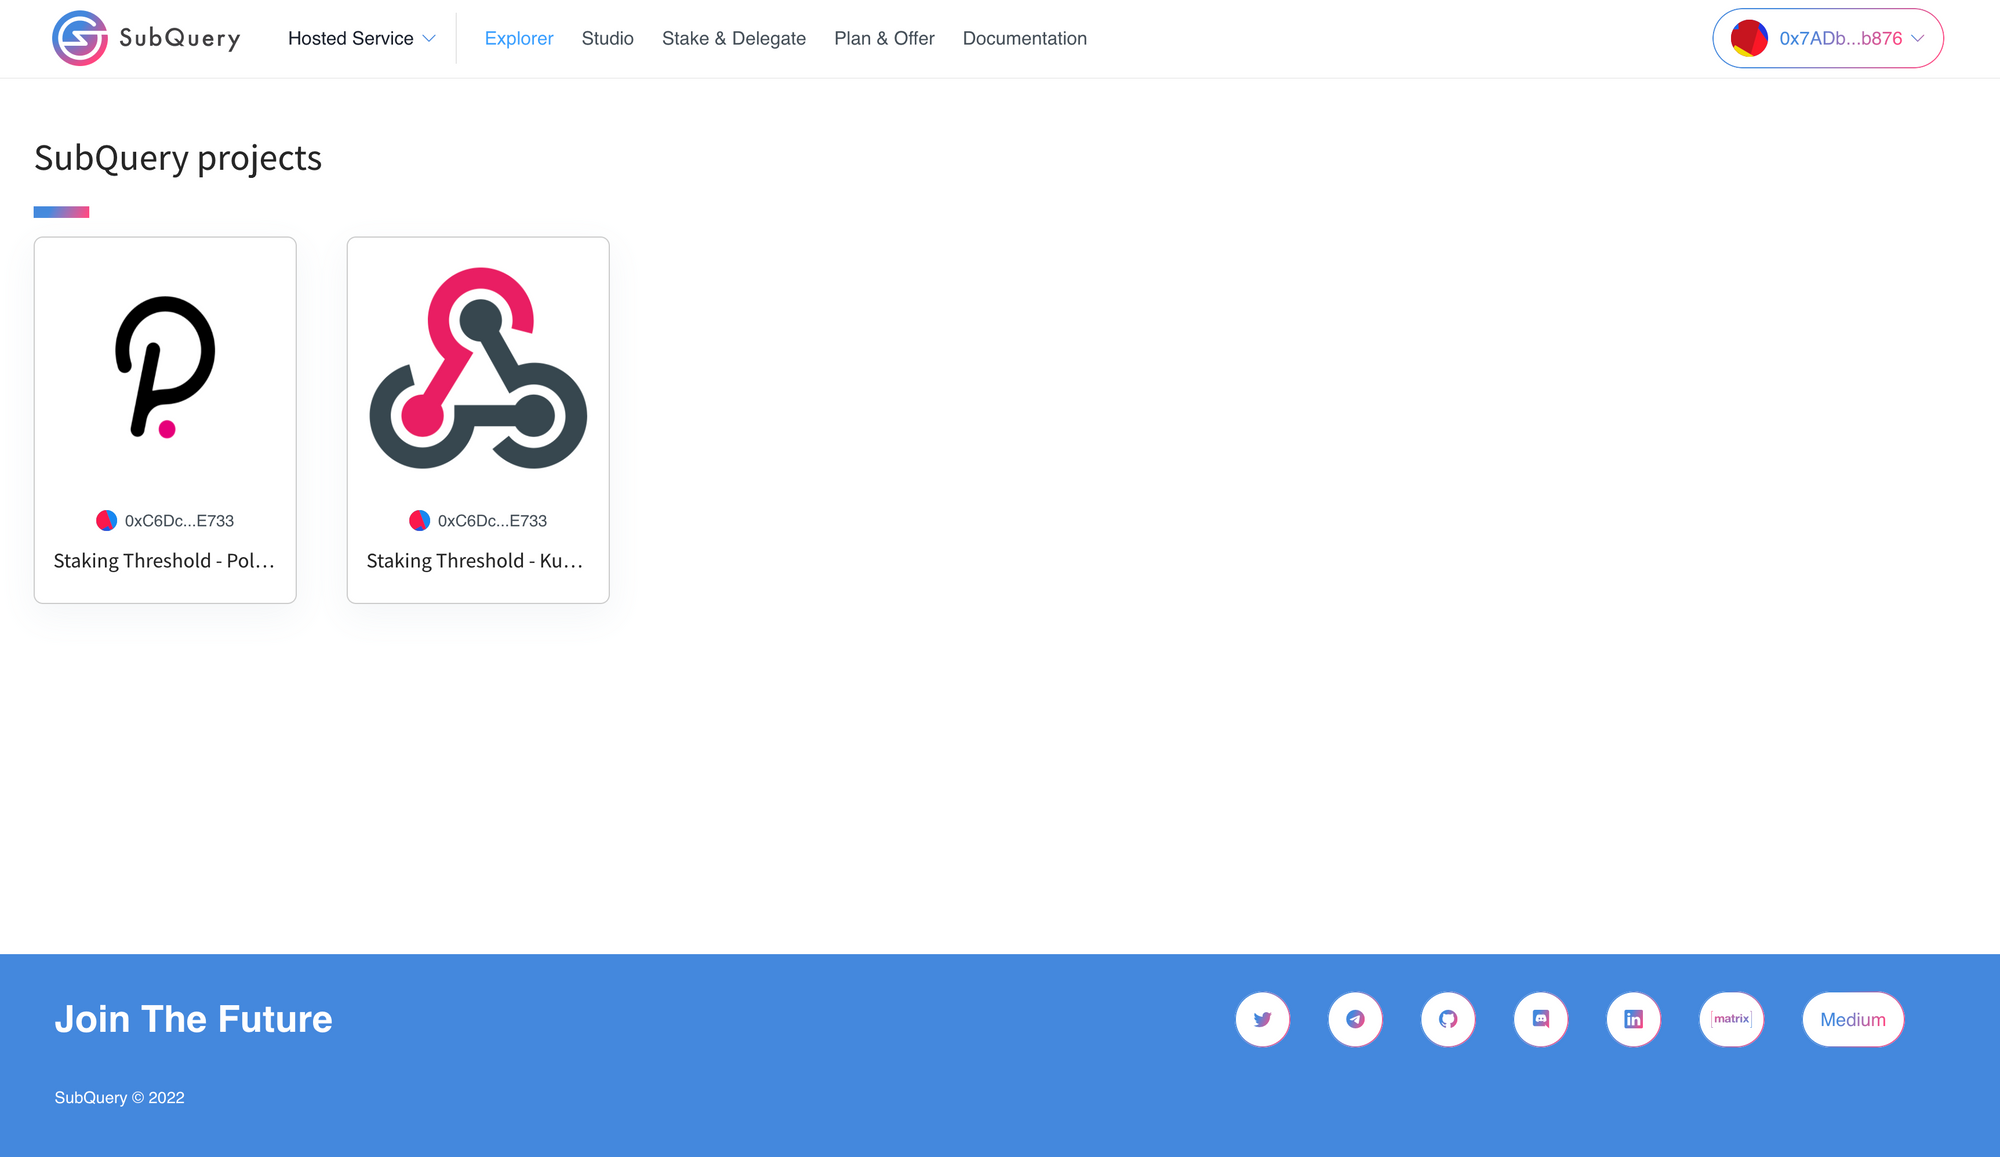 SubQuery
Hosted Service
Explorer
Studio
Stake & Delegate
Plan & Offer
Documentation
0x7ADb...b876
SubQuery projects
0xC6Dc...E733
Staking Threshold - Pol...
0xC6Dc...E733
Staking Threshold - Ku...
Join The Future
[matrix]
Medium
SubQuery © 2022